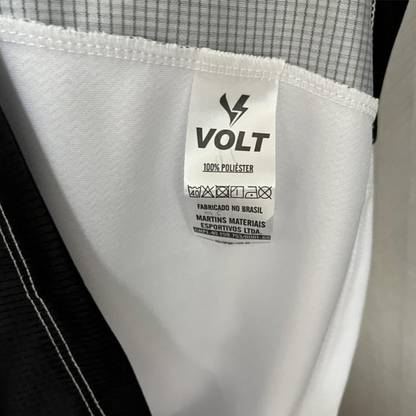 VOLT
100% POLIÉSTER
FABRICADO NO BRASIL
MARTINS MATERIAIS
ESPORTIVOS LTDA.